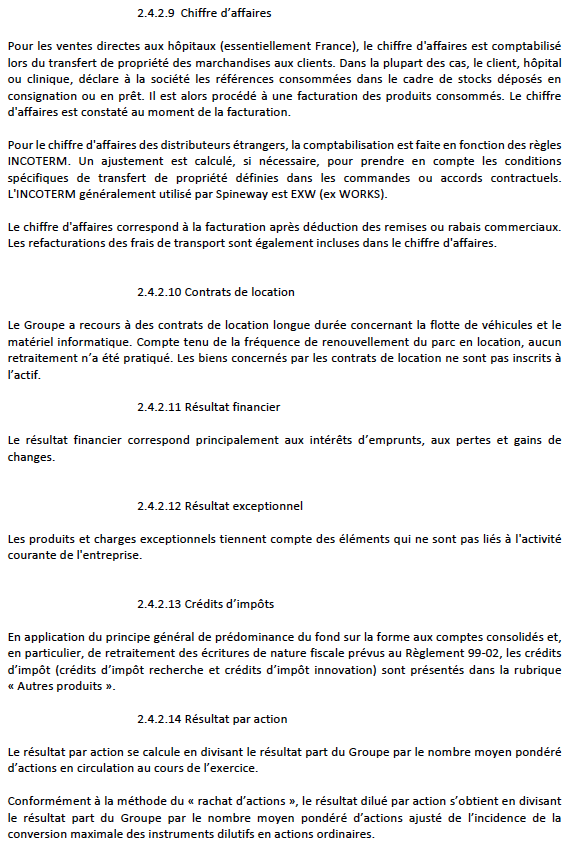 2.4.2.9 Chiffre d’affaires
Pour les ventes directes aux hôpitaux (essentiellement France), le chiffre d'affaires est comptabilisé
lors du transfert de propriété des marchandises aux clients. Dans la plupart des cas, le client, hôpital
ou clinique, déclare à la société les références consommées dans le cadre de stocks déposés en
consignation ou en prêt. Il est alors procédé à une facturation des produits consommés. Le chiffre
d'affaires est constaté au moment de la facturation.
Pour le chiffre d'affaires des distributeurs étrangers, la comptabilisation est faite en fonction des règles
INCOTERM. Un ajustement est calculé, si nécessaire, pour prendre en compte les conditions
spécifiques de transfert de propriété définies dans les commandes ou accords contractuels.
L'INCOTERM généralement utilisé par Spineway est EXW (ex WORKS).
Le chiffre d'affaires correspond à la facturation après déduction des remises ou rabais commerciaux.
Les refacturations des frais de transport sont également incluses dans le chiffre d'affaires.
2.4.2.10 Contrats de location
Le Groupe a recours à des contrats de location longue durée concernant la flotte de véhicules et le
matériel informatique. Compte tenu de la fréquence de renouvellement du parc en location, aucun
retraitement n’a été pratiqué. Les biens concernés par les contrats de location ne sont pas inscrits à
l’actif.
2.4.2.11 Résultat financier
Le résultat financier correspond principalement aux intérêts d’emprunts, aux pertes et gains de
changes.
2.4.2.12 Résultat exceptionnel
Les produits et charges exceptionnels tiennent compte des éléments qui ne sont pas liés à l'activité
courante de l'entreprise.
2.4.2.13 Crédits d’impôts
En application du principe général de prédominance du fond sur la forme aux comptes consolidés et,
en particulier, de retraitement des écritures de nature fiscale prévus au Règlement 99-02, les crédits
d’impôt (crédits d’impôt recherche et crédits d’impôt innovation) sont présentés dans la rubrique
« Autres produits ».
2.4.2.14 Résultat par action
Le résultat par action se calcule en divisant le résultat part du Groupe par le nombre moyen pondéré
d’actions en circulation au cours de l’exercice.
Conformément à la méthode du « rachat d’actions », le résultat dilué par action s’obtient en divisant
le résultat part du Groupe par le nombre moyen pondéré d’actions ajusté de l’incidence de la
conversion maximale des instruments dilutifs en actions ordinaires.